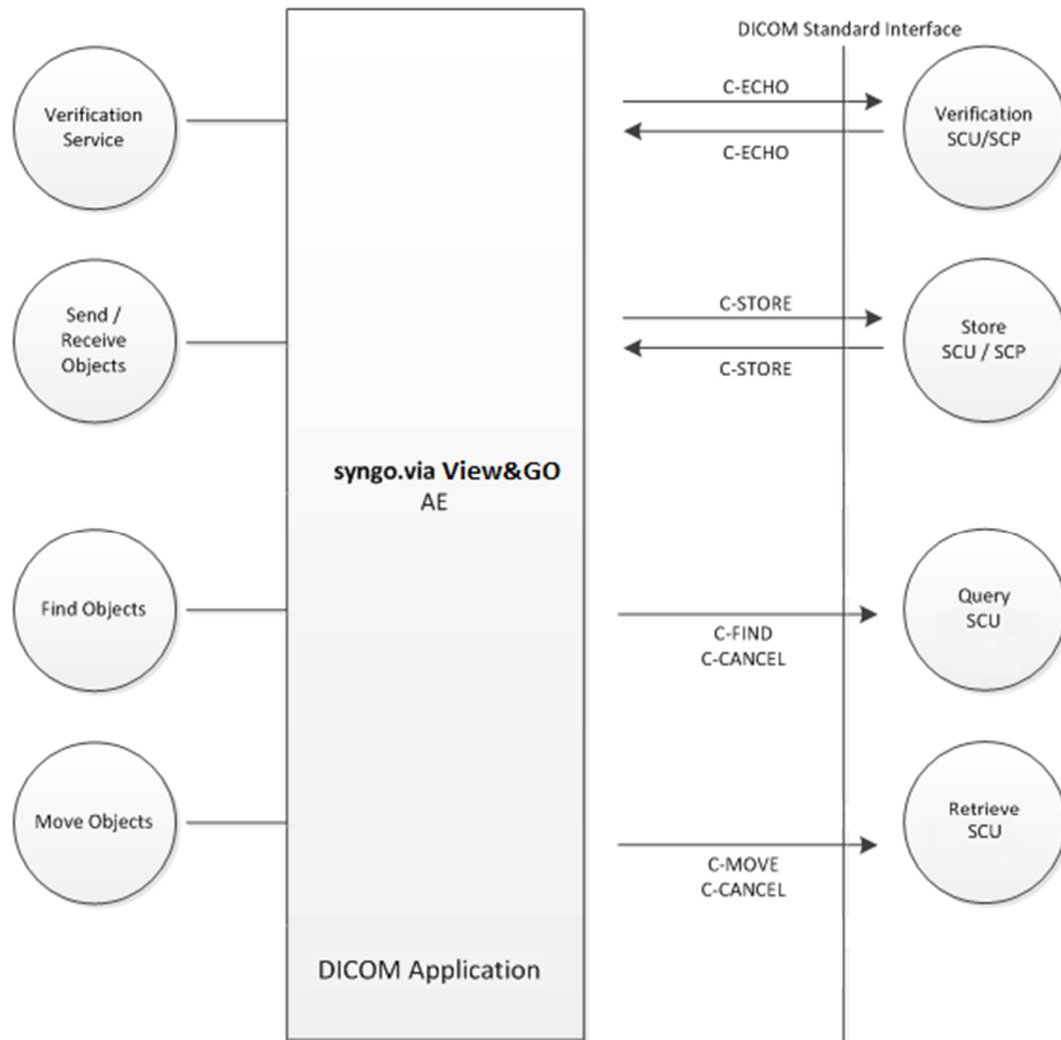 DICOM Standard Interface
Verification
Service
C-ECHO
C-ECHO
Verification
SCU/SCP
Send /
Receive
Objects
C-STORE
C-STORE
Store
SCU / SCP
syngo.via View&GO
AE
Find Objects
C-FIND
C-CANCEL
Query
SCU
Move Objects
C-MOVE
C-CANCEL
Retrieve
SCU
DICOM Application